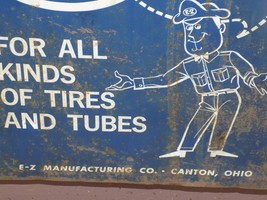 E-Z
FOR ALL
KINDS
OF TIRES
AND TUBES
E-Z MANUFACTURING CO. · CANTON, OHIO